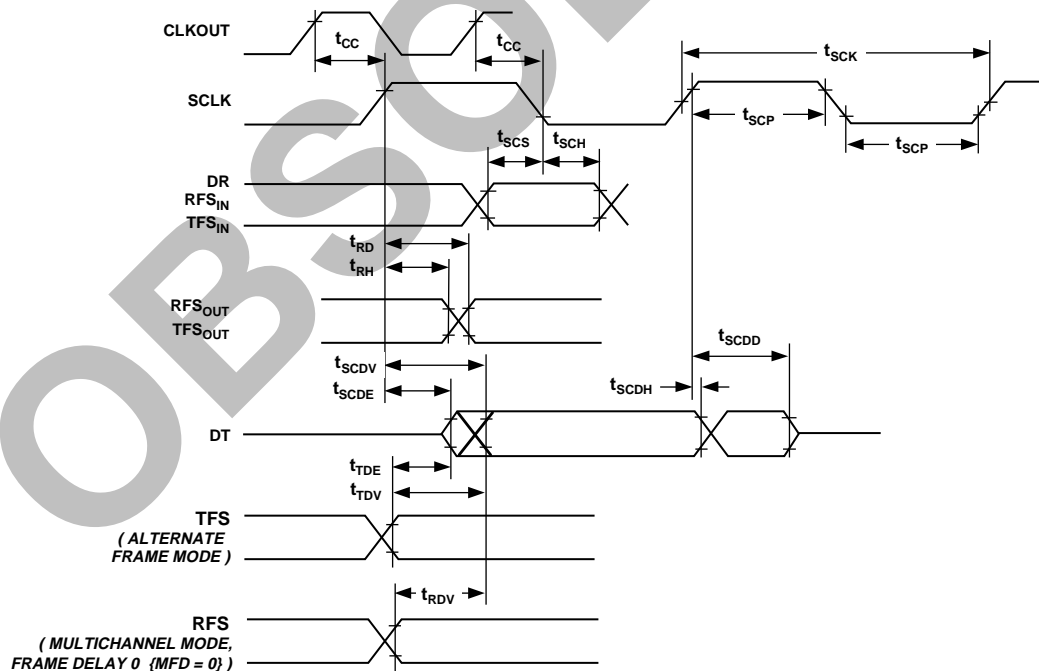 CLKOUT
tCC
tCC
tSCK
SCLK
tSCP
tSCP
tSCS
tSCH
DR
RFSIN
TFSIN
tRD
tRH
RFSOUT
TFSOUT
tSCDV
tSCDE
tSCDD
tSCDH
DT
tTDE
tTDV
TFS
( ALTERNATE
FRAME MODE )
tRDV
RFS
( MULTICHANNEL MODE,
FRAME DELAY 0 {MFD = 0} )